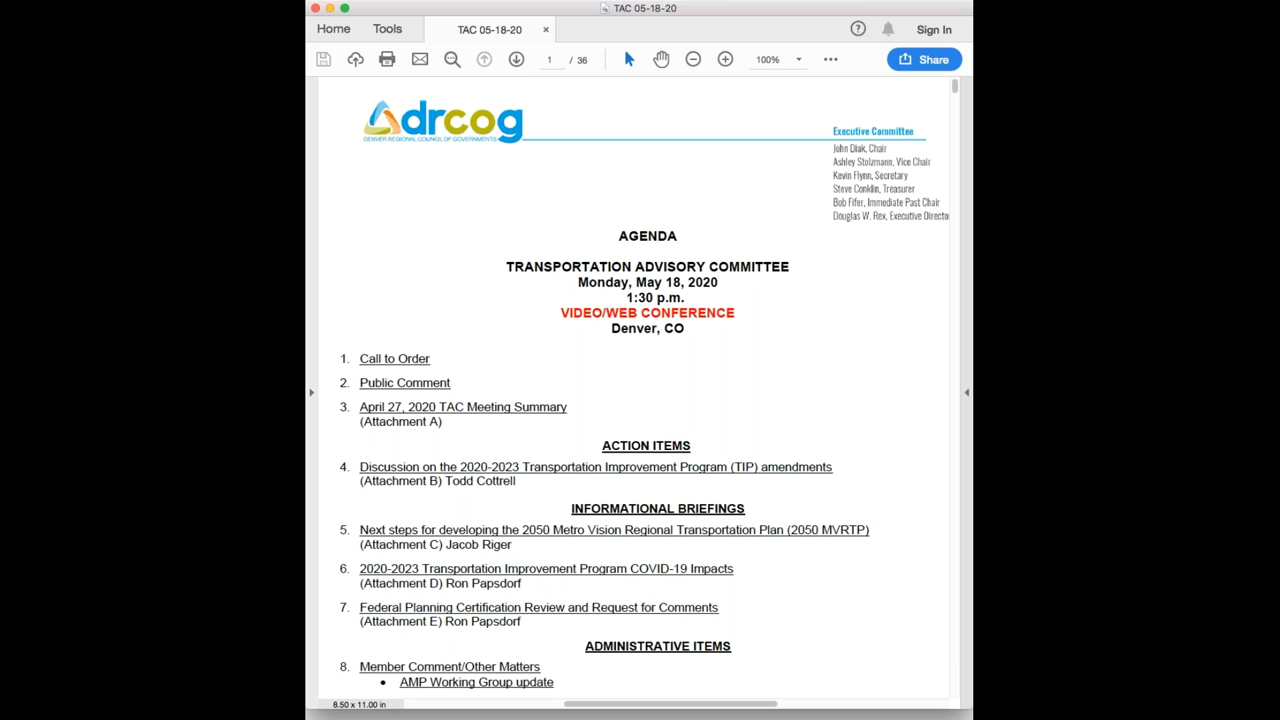 TAC 05-18-20
Home Tools TAC 05-18-20 × ? Sign In
1 / 36 100% Share
drcog
DENVER REGIONAL COUNCIL OF GOVERNMENTS
Executive Committee
John Diak, Chair
Ashley Stolzmann, Vice Chair
Kevin Flynn, Secretary
Steve Conklin, Treasurer
Bob Fifer, Immediate Past Chair
Douglas W. Rex, Executive Directo
AGENDA
TRANSPORTATION ADVISORY COMMITTEE
Monday, May 18, 2020
1:30 p.m.
VIDEO/WEB CONFERENCE
Denver, CO
1. Call to Order
2. Public Comment
3. April 27, 2020 TAC Meeting Summary
(Attachment A)
ACTION ITEMS
4. Discussion on the 2020-2023 Transportation Improvement Program (TIP) amendments
(Attachment B) Todd Cottrell
INFORMATIONAL BRIEFINGS
5. Next steps for developing the 2050 Metro Vision Regional Transportation Plan (2050 MVRTP)
(Attachment C) Jacob Riger
6. 2020-2023 Transportation Improvement Program COVID-19 Impacts
(Attachment D) Ron Papsdorf
7. Federal Planning Certification Review and Request for Comments
(Attachment E) Ron Papsdorf
ADMINISTRATIVE ITEMS
8. Member Comment/Other Matters
• AMP Working Group update
8.50 x 11.00 in